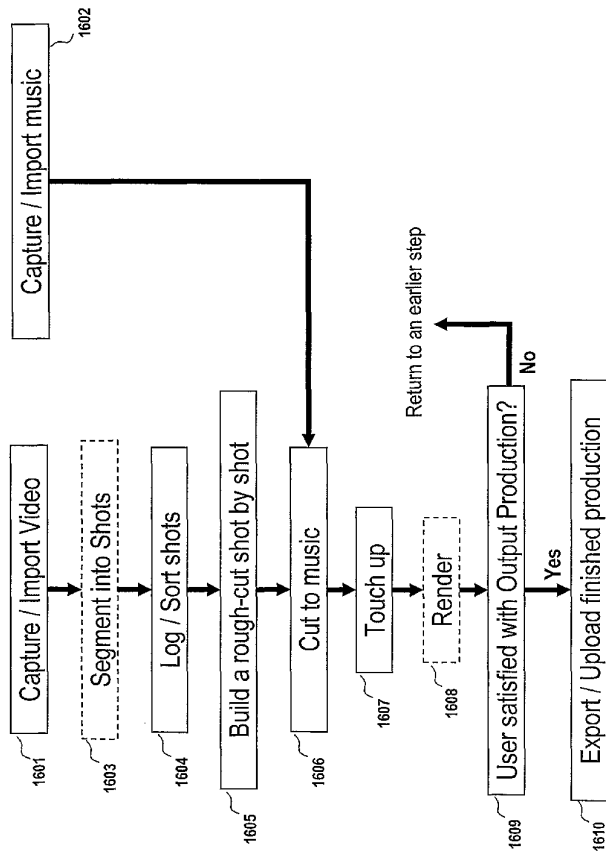 Capture / Import Video
1601
Capture / Import music
1602
Segment into Shots
1603
Log / Sort shots
1604
Build a rough-cut shot by shot
1605
Cut to music
1606
Touch up
1607
Render
1608
User satisfied with Output Production?
1609
No
Return to an earlier step
Yes
Export / Upload finished production
1610